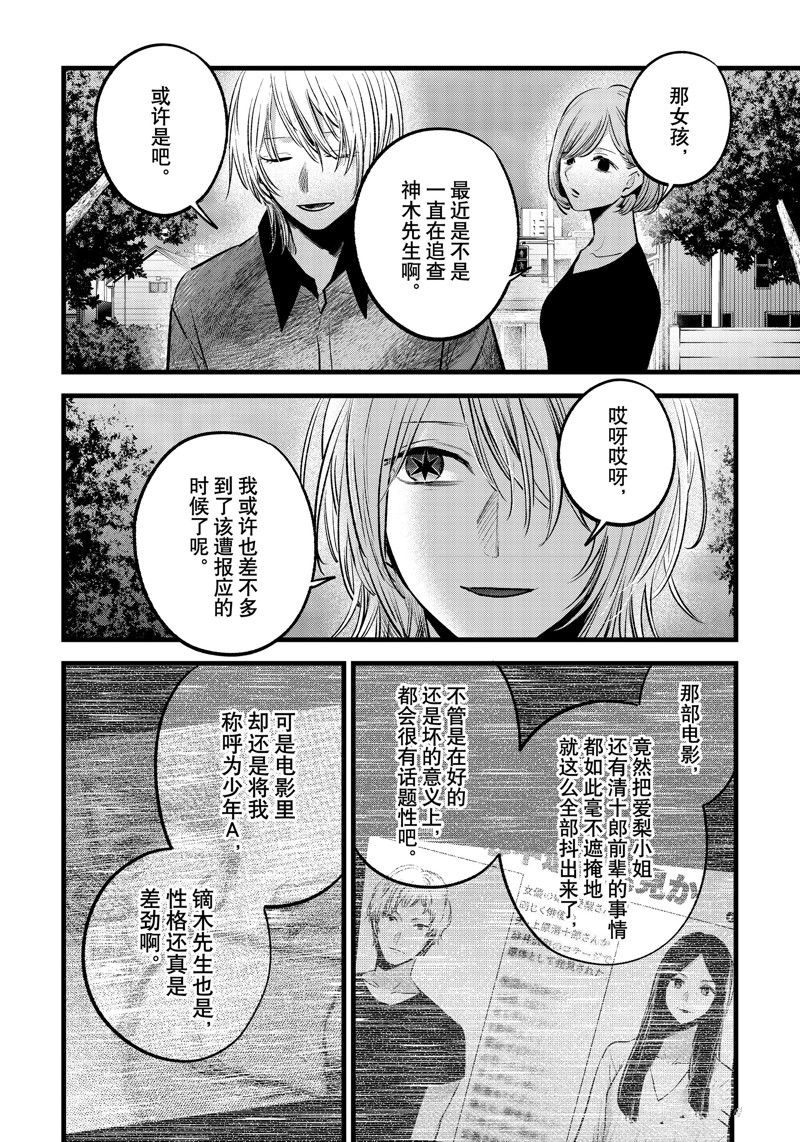 那女孩，
最近是不是
一直在追查
神木先生啊。
或许是吧。
哎呀哎呀，
我或许也差不多
到了该遭报应的
时候了呢。
那部电影，
竟然把爱梨小姐
还有清十郎前辈的事情
都如此毫不遮掩地
就这么全部抖出来了
不管是在好的
还是坏的意义上，
都会很有话题性吧。
可是电影里
却还是将我
称呼为少年A，
镝木先生也是，
性格还真是
差劲啊。